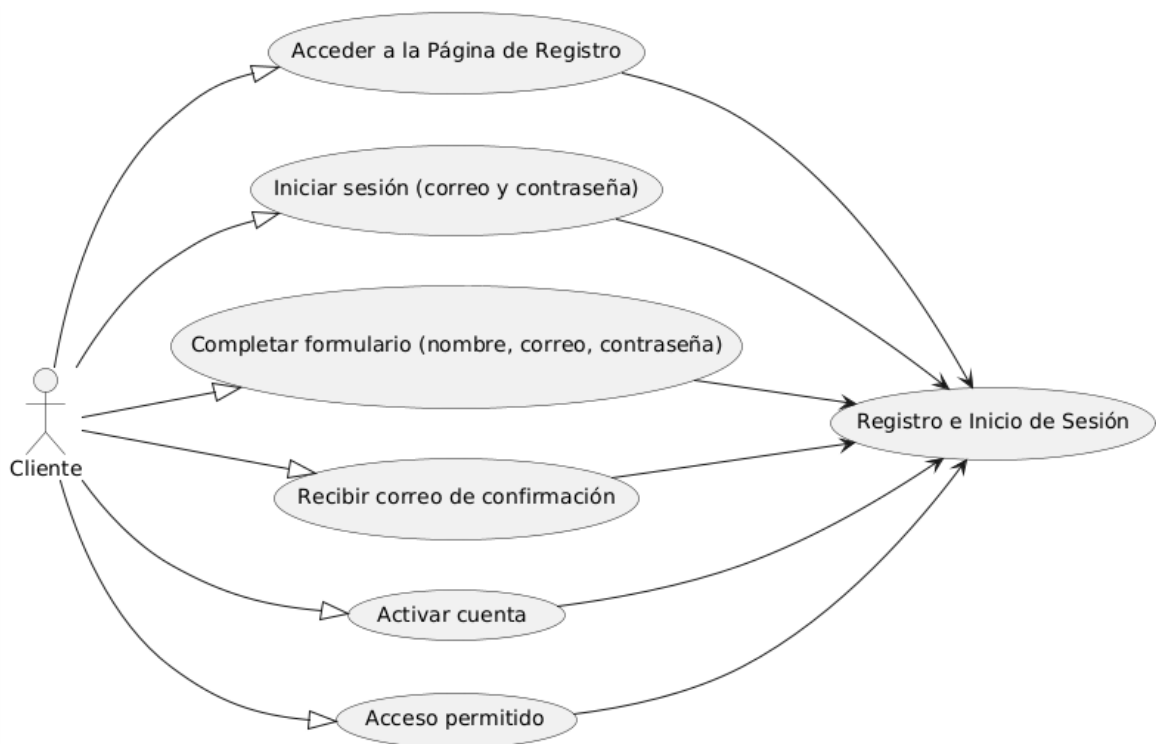 Acceder a la Página de Registro
Iniciar sesión (correo y contraseña)
Completar formulario (nombre, correo, contraseña)
Registro e Inicio de Sesión
Cliente
Recibir correo de confirmación
Activar cuenta
Acceso permitido